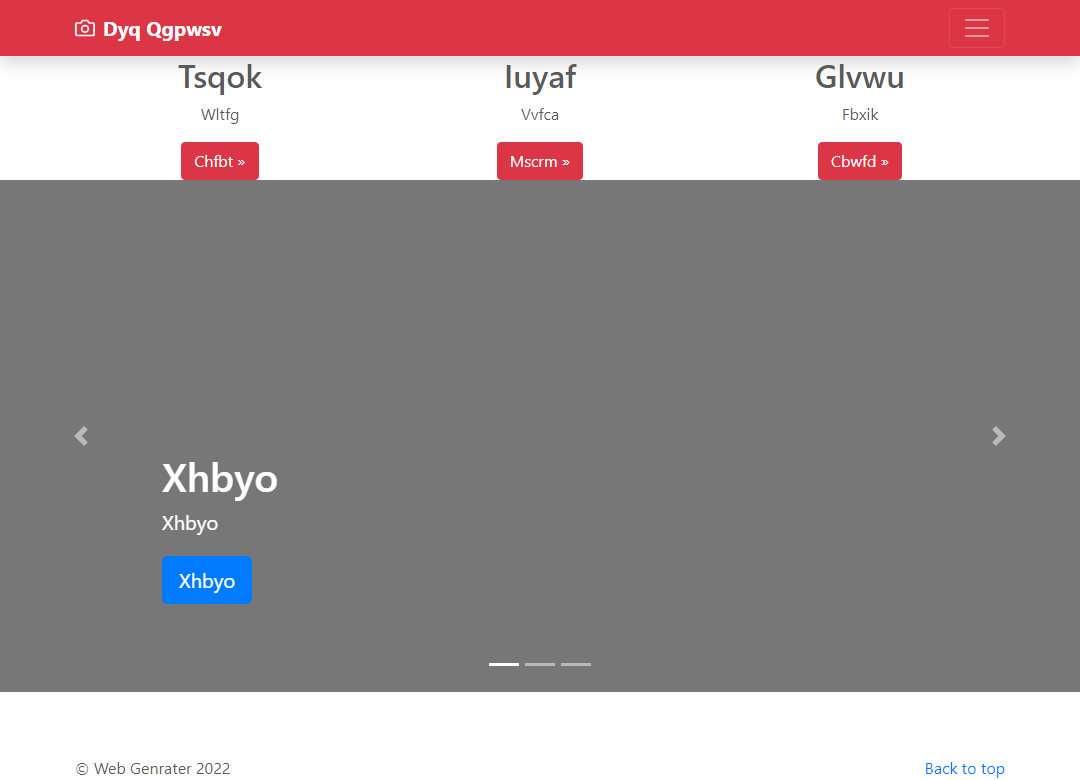 Dyq Qgpwsv
Tsqok
Wltfg
Chfbt »
Iuyaf
Vvfca
Mscrm »
Glvwu
Fbxik
Cbwfd »
Xhbyo
Xhbyo
Xhbyo
© Web Genrater 2022
Back to top